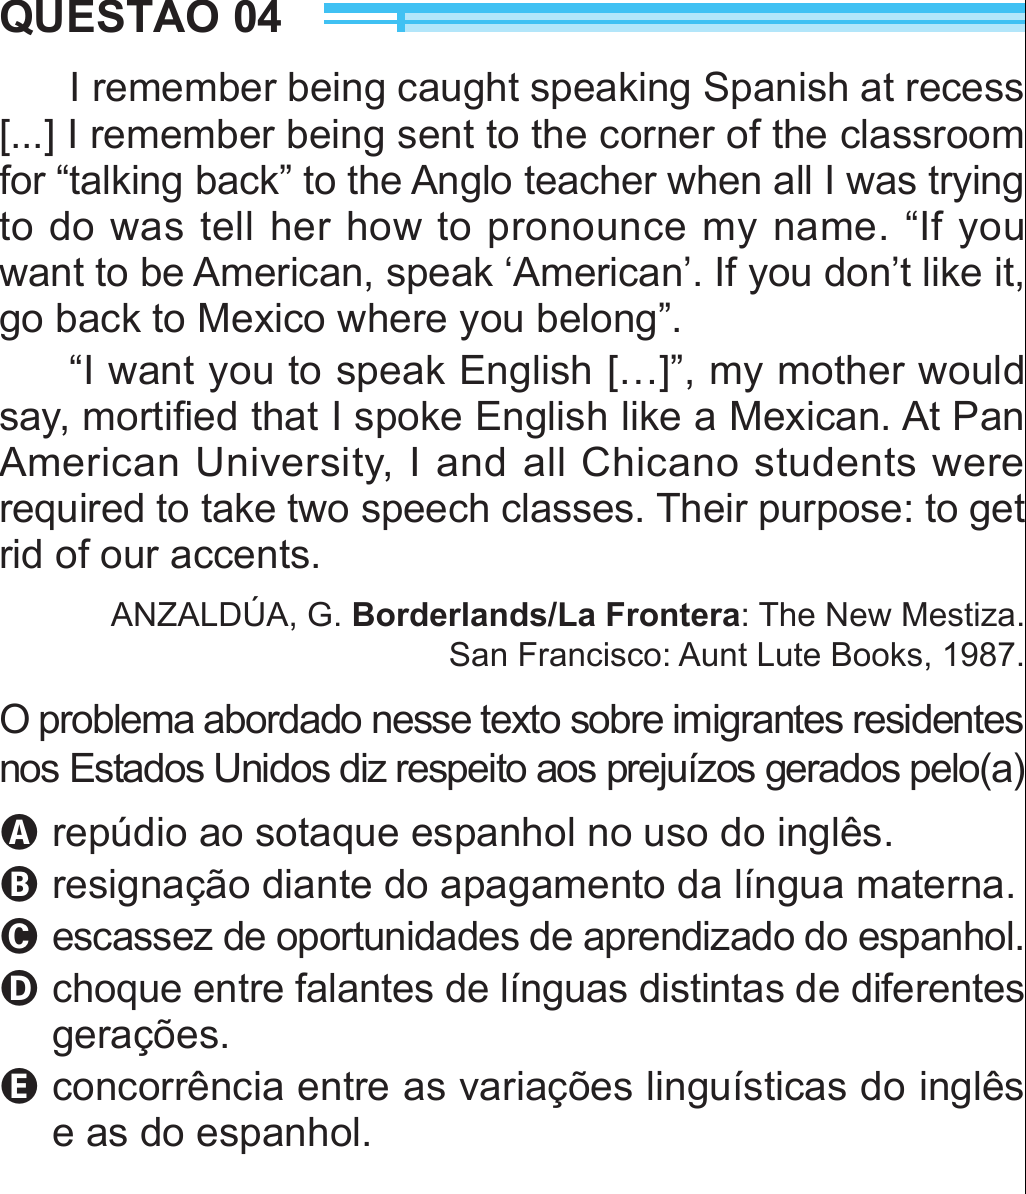 QUESTÃO 04
I remember being caught speaking Spanish at recess
[...] I remember being sent to the corner of the classroom
for “talking back” to the Anglo teacher when all I was trying
to do was tell her how to pronounce my name. “If you
want to be American, speak ‘American’. If you don’t like it,
go back to Mexico where you belong”.
“I want you to speak English [...]”, my mother would
say, mortified that I spoke English like a Mexican. At Pan
American University, I and all Chicano students were
required to take two speech classes. Their purpose: to get
rid of our accents.
ANZALDÚA, G. Borderlands/La Frontera: The New Mestiza.
San Francisco: Aunt Lute Books, 1987.
O problema abordado nesse texto sobre imigrantes residentes
nos Estados Unidos diz respeito aos prejuízos gerados pelo(a)
A repúdio ao sotaque espanhol no uso do inglês.
B resignação diante do apagamento da língua materna.
C escassez de oportunidades de aprendizado do espanhol.
D choque entre falantes de línguas distintas de diferentes
gerações.
E concorrência entre as variações linguísticas do inglês
e as do espanhol.